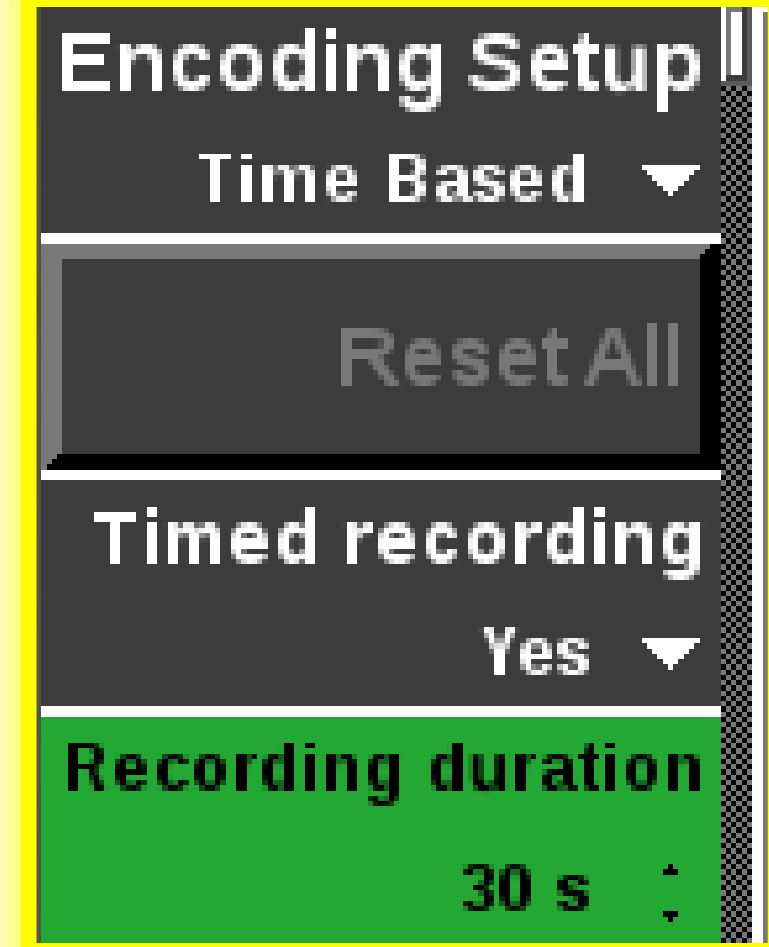 Encoding Setup
Time Based
Reset All
Timed recording
Yes
Recording duration
30 s